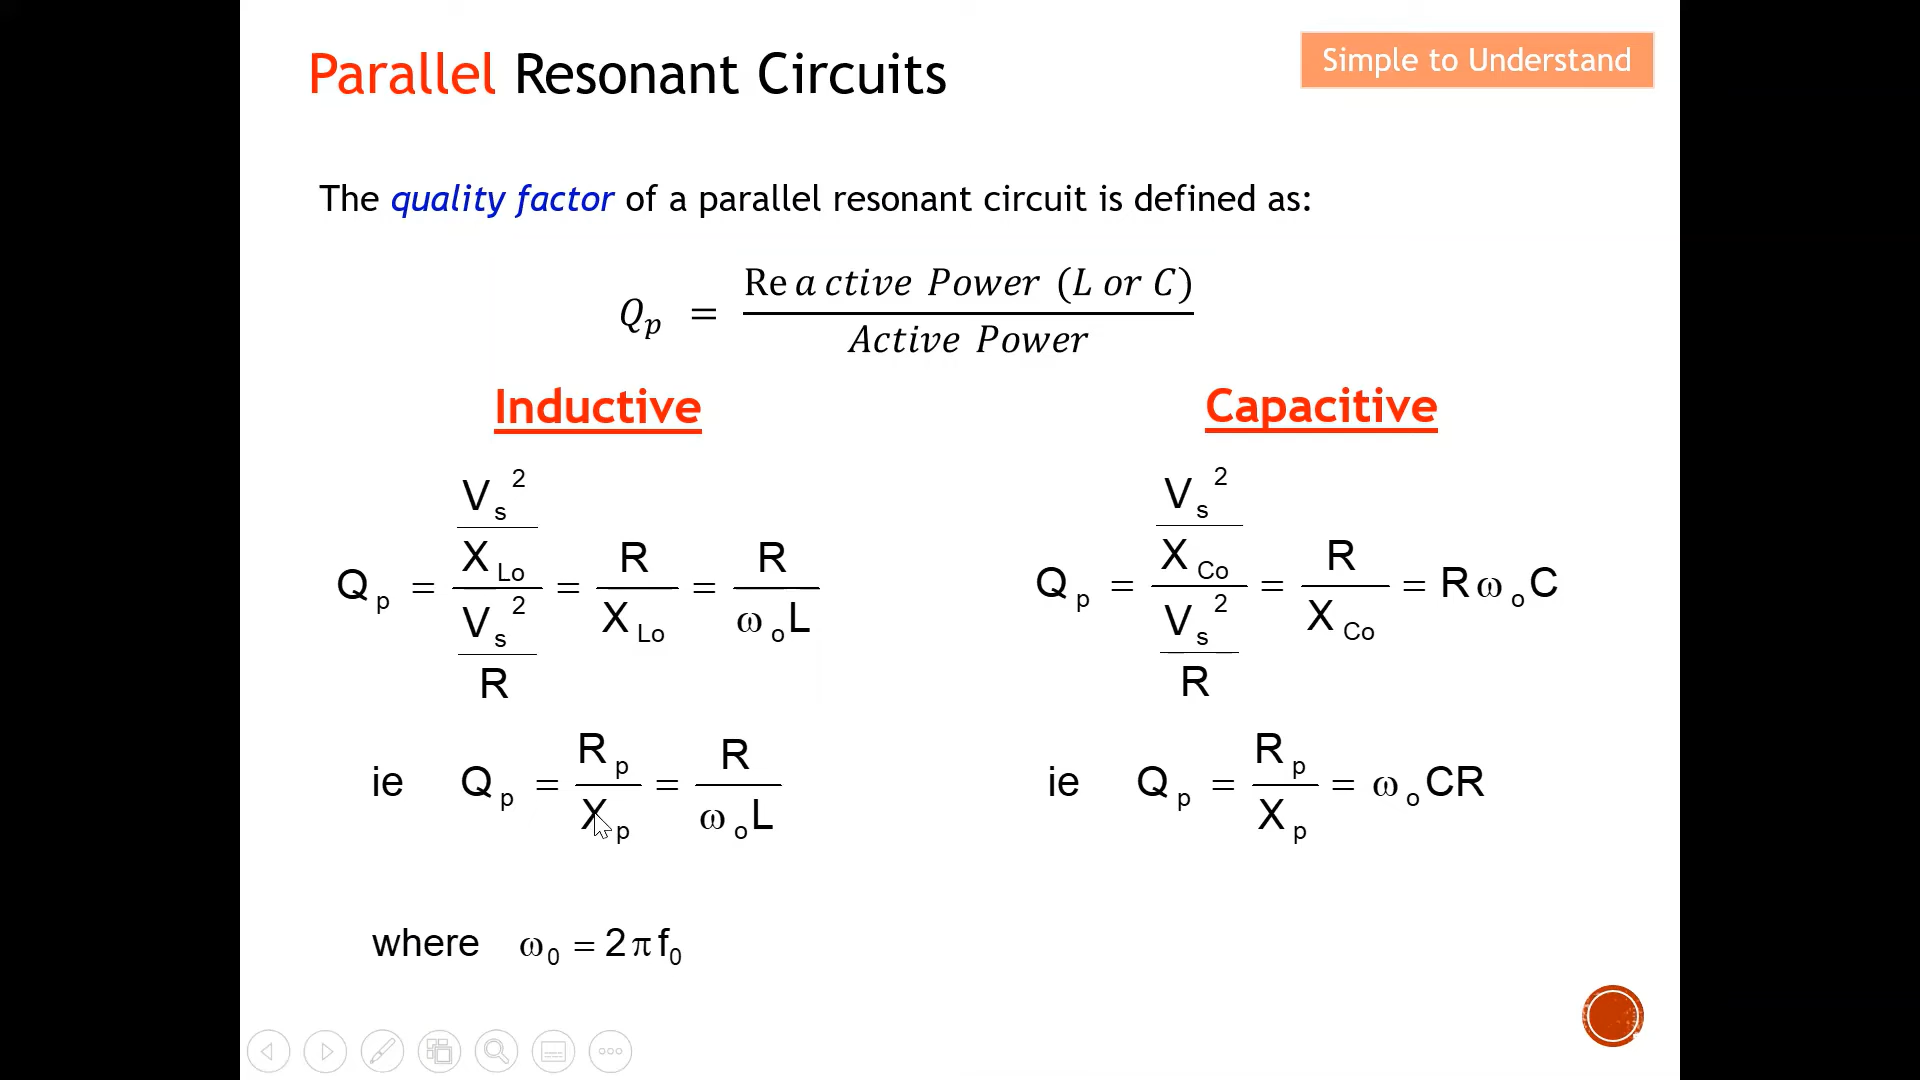 Parallel Resonant Circuits
Simple to Understand
The quality factor of a parallel resonant circuit is defined as:
Qp = Re a ctive Power (L or C) / Active Power
Inductive
Capacitive
Qp = (Vs² / XLo) / (Vs² / R) = R / XLo = R / ωoL
Qp = (Vs² / XCo) / (Vs² / R) = R / XCo = RωoC
ie Qp = Rp / Xp = R / ωoL
ie Qp = Rp / Xp = ωoCR
where ω0 = 2πf0